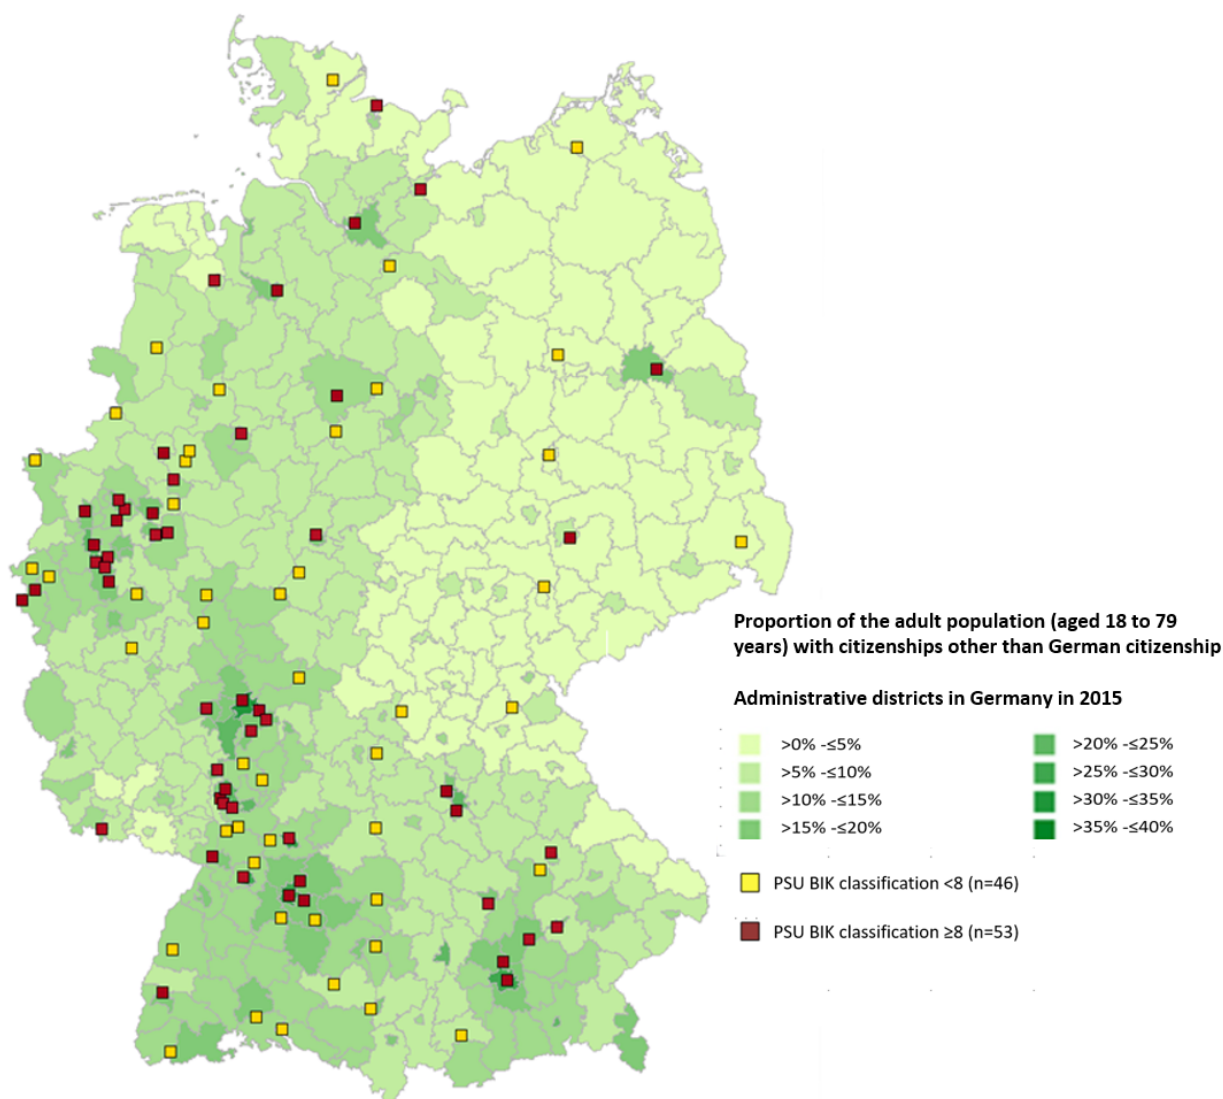 Proportion of the adult population (aged 18 to 79
years) with citizenships other than German citizenship
Administrative districts in Germany in 2015
>0% -≤5%
>5% -≤10%
>10% -≤15%
>15% -≤20%
>20% -≤25%
>25% -≤30%
>30% -≤35%
>35% -≤40%
PSU BIK classification <8 (n=46)
PSU BIK classification ≥8 (n=53)